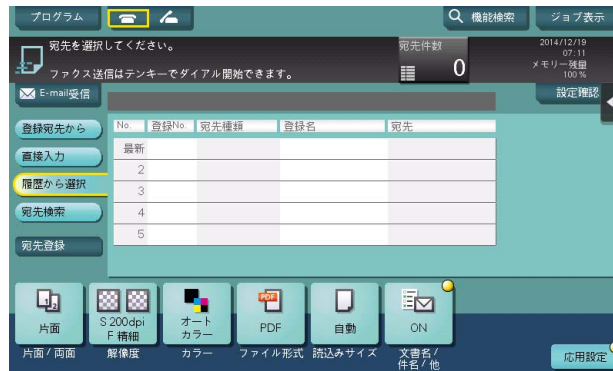 プログラム
機能検索
ジョブ表示
宛先を選択してください。
ファクス送信はテンキーでダイアル開始できます。
宛先件数
0
2014/12/19
07:11
メモリー残量
100 %
E-mail受信
設定確認
登録宛先から
直接入力
履歴から選択
宛先検索
宛先登録
No. 登録No. 宛先種類 登録名 宛先
最新
2
3
4
5
片面
S 200dpi
F 精細
オート
カラー
PDF
PDF
自動
ON
片面/両面
解像度
カラー
ファイル形式
読込みサイズ
文書名/
件名/他
応用設定